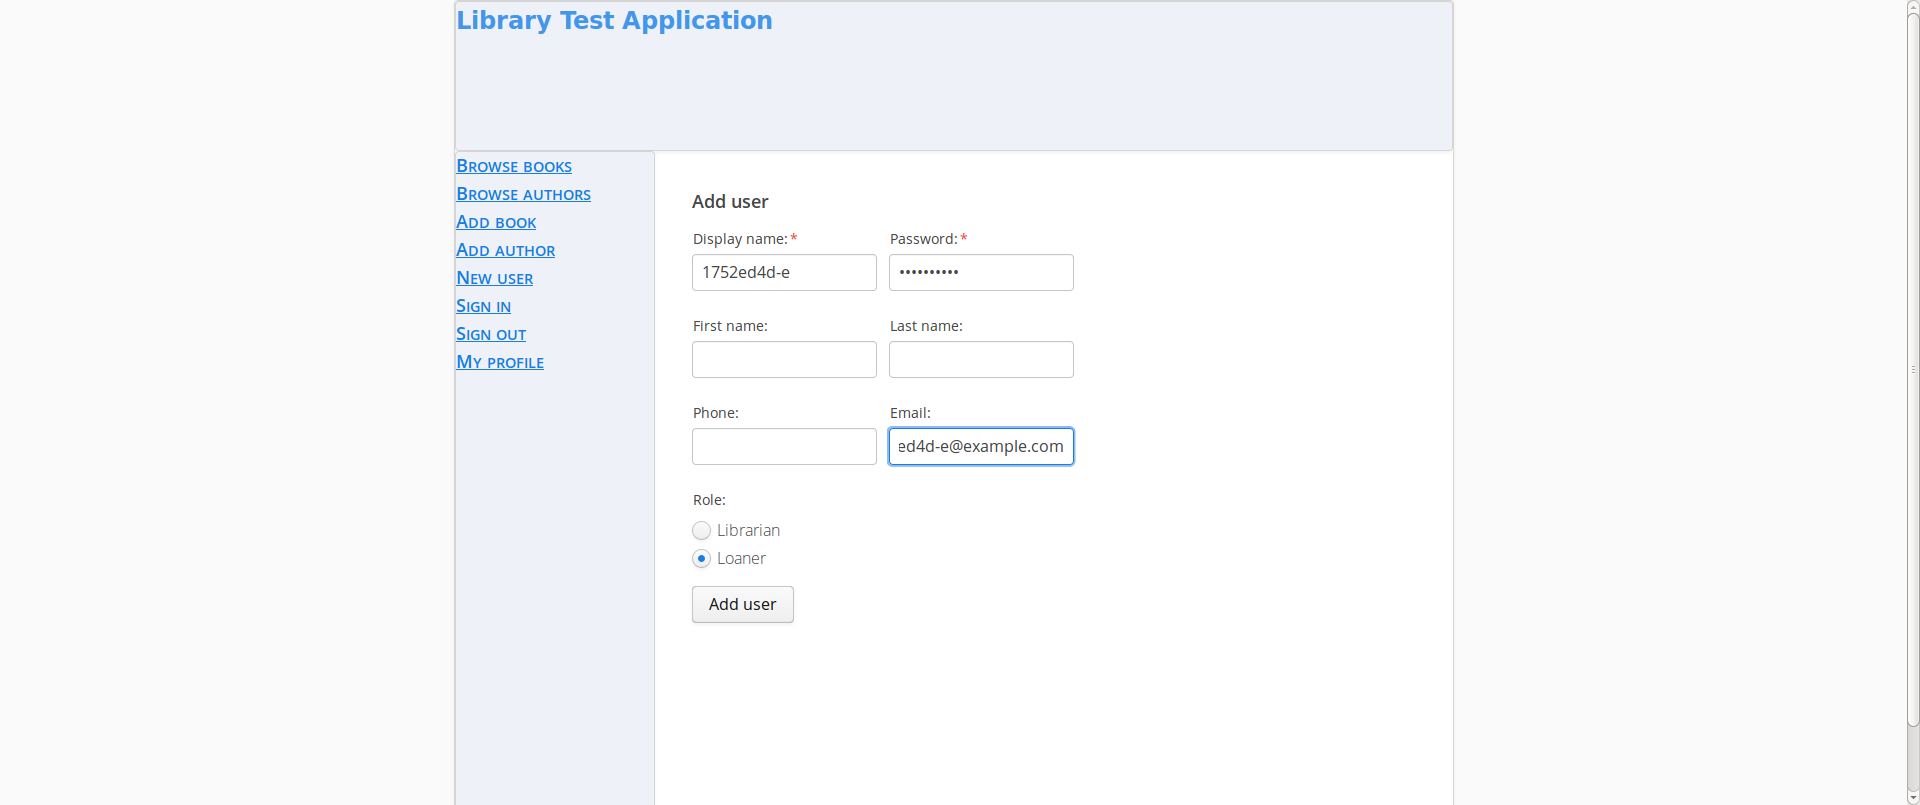 Library Test Application
Browse books
Browse authors
Add book
Add author
New user
Sign in
Sign out
My profile
Add user
Display name:* Password:*
1752ed4d-e ••••••••••
First name: Last name:
Phone: Email:
ed4d-e@example.com
Role:
Librarian
Loaner
Add user